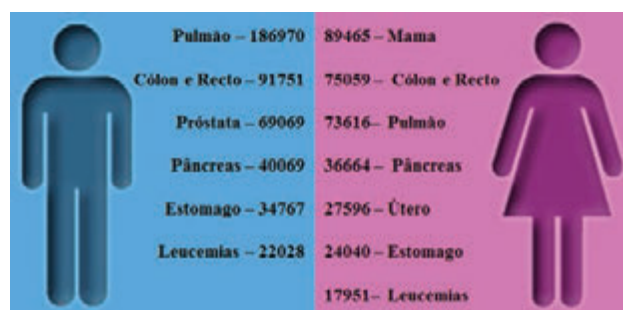 Pulmão – 186970
Cólon e Recto – 91751
Próstata – 69069
Pâncreas – 40069
Estomago – 34767
Leucemias – 22028
89465 – Mama
75059 – Cólon e Recto
73616– Pulmão
36664 – Pâncreas
27596 – Útero
24040 – Estomago
17951– Leucemias